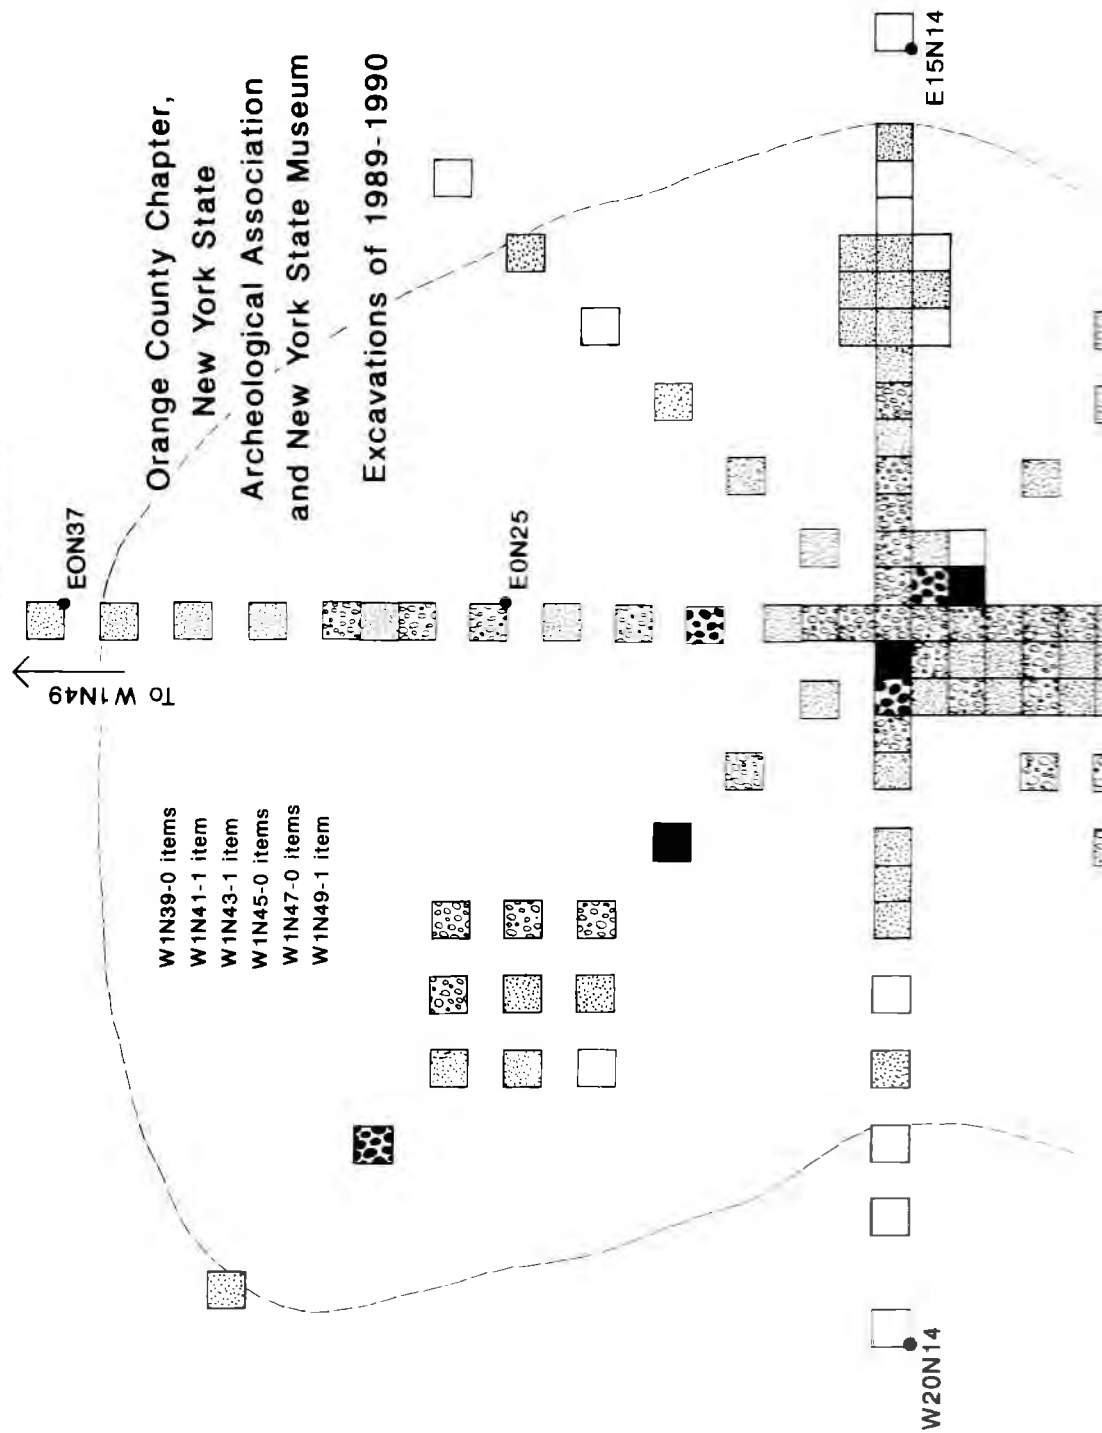 Orange County Chapter,
New York State
Archeological Association
and New York State Museum
Excavations of 1989-1990
E0N37
To W1N49
E0N25
E15N14
W1N39-0 items
W1N41-1 item
W1N43-1 item
W1N45-0 items
W1N47-0 items
W1N49-1 item
W20N14